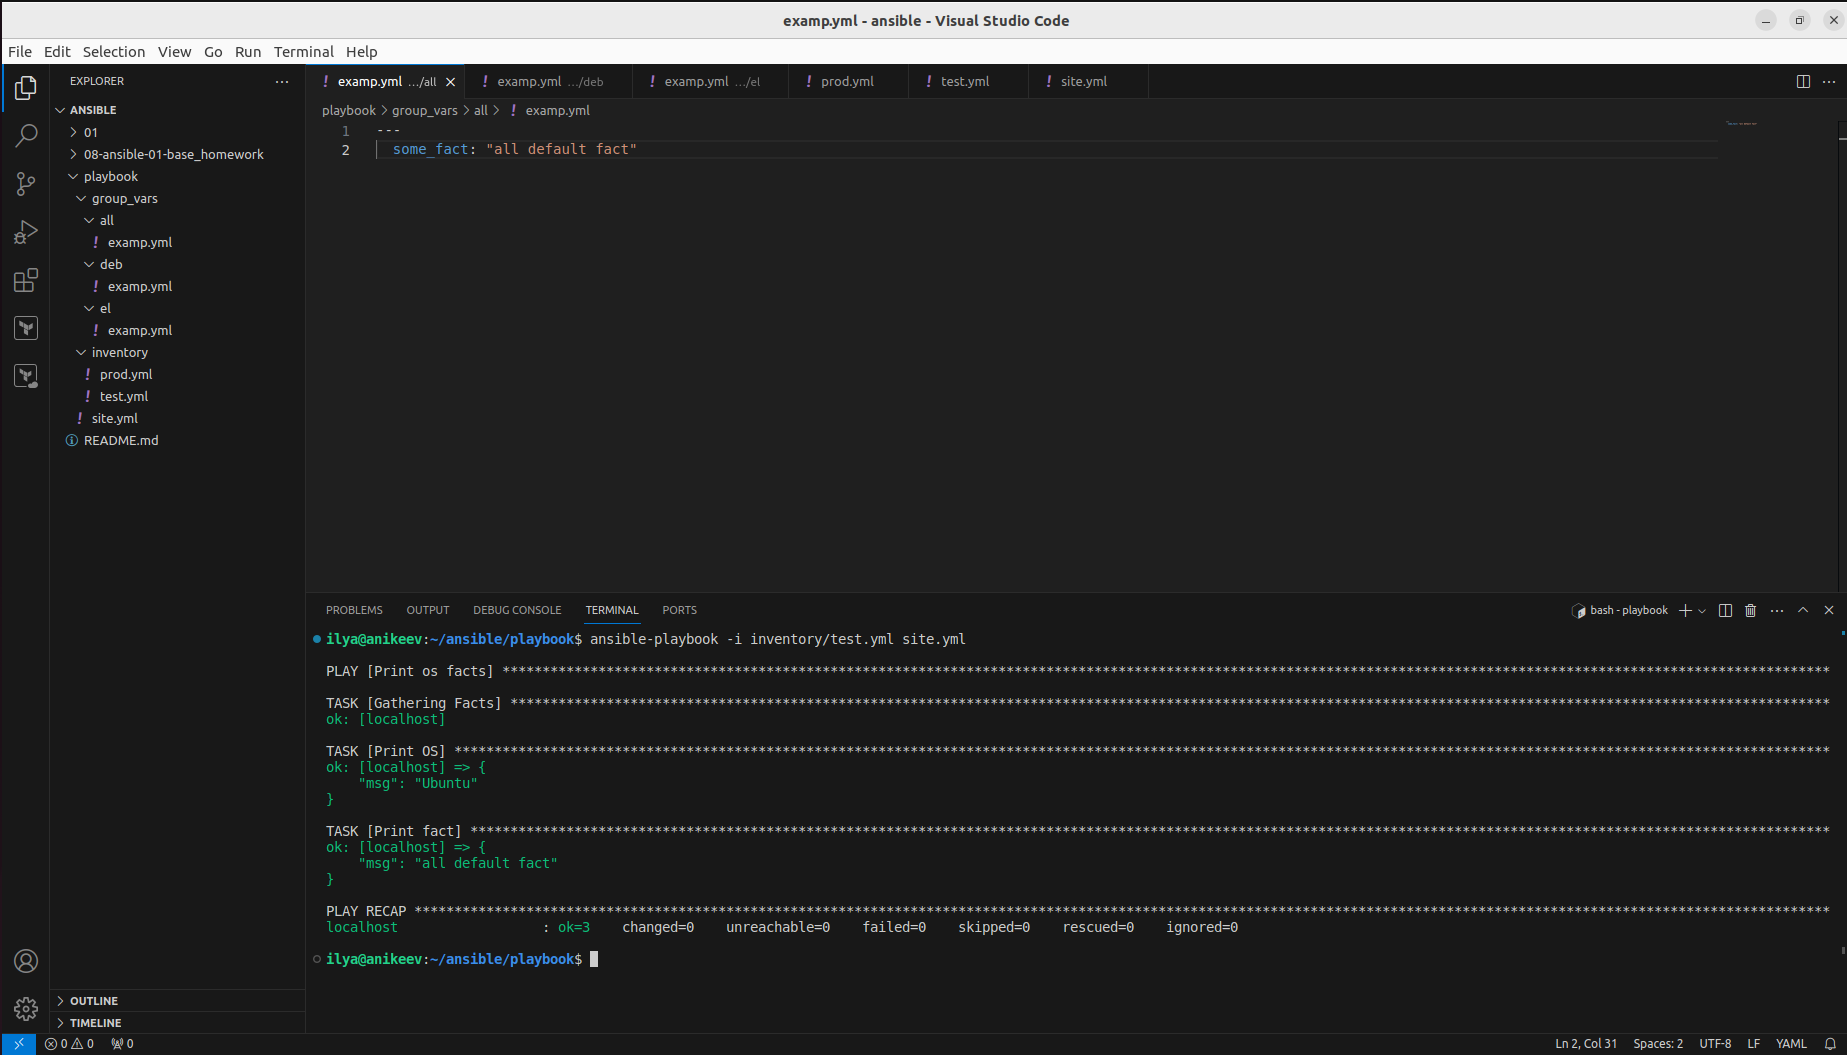 examp.yml - ansible - Visual Studio Code
File Edit Selection View Go Run Terminal Help
EXPLORER
ANSIBLE
01
08-ansible-01-base_homework
playbook
group_vars
all
examp.yml
deb
examp.yml
el
examp.yml
inventory
prod.yml
test.yml
site.yml
README.md
OUTLINE
TIMELINE
examp.yml .../all examp.yml .../deb examp.yml .../el prod.yml test.yml site.yml
playbook > group_vars > all > examp.yml
1 ---
2 some_fact: "all default fact"
PROBLEMS OUTPUT DEBUG CONSOLE TERMINAL PORTS bash - playbook
ilya@anikeev:~/ansible/playbook$ ansible-playbook -i inventory/test.yml site.yml
PLAY [Print os facts] **********
TASK [Gathering Facts] **********
ok: [localhost]
TASK [Print OS] **********
ok: [localhost] => {
"msg": "Ubuntu"
}
TASK [Print fact] **********
ok: [localhost] => {
"msg": "all default fact"
}
PLAY RECAP **********
localhost : ok=3 changed=0 unreachable=0 failed=0 skipped=0 rescued=0 ignored=0
ilya@anikeev:~/ansible/playbook$
0 0 0 Ln 2, Col 31 Spaces: 2 UTF-8 LF YAML